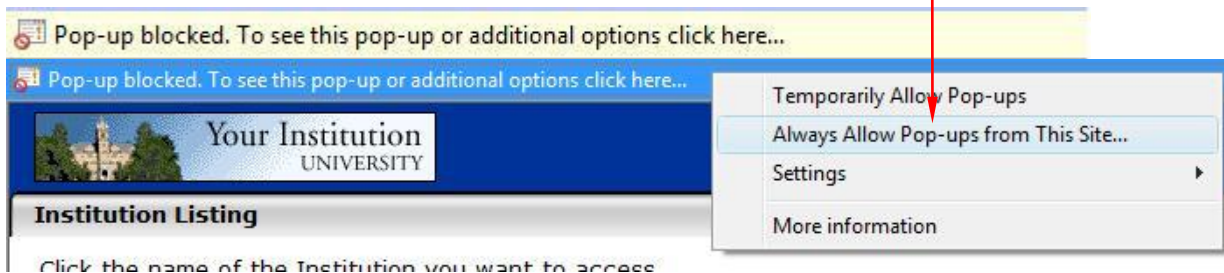 Pop-up blocked. To see this pop-up or additional options click here...
Pop-up blocked. To see this pop-up or additional options click here...
Temporarily Allow Pop-ups
Always Allow Pop-ups from This Site...
Settings
More information
Your Institution
UNIVERSITY
Institution Listing
Click the name of the Institution you want to access